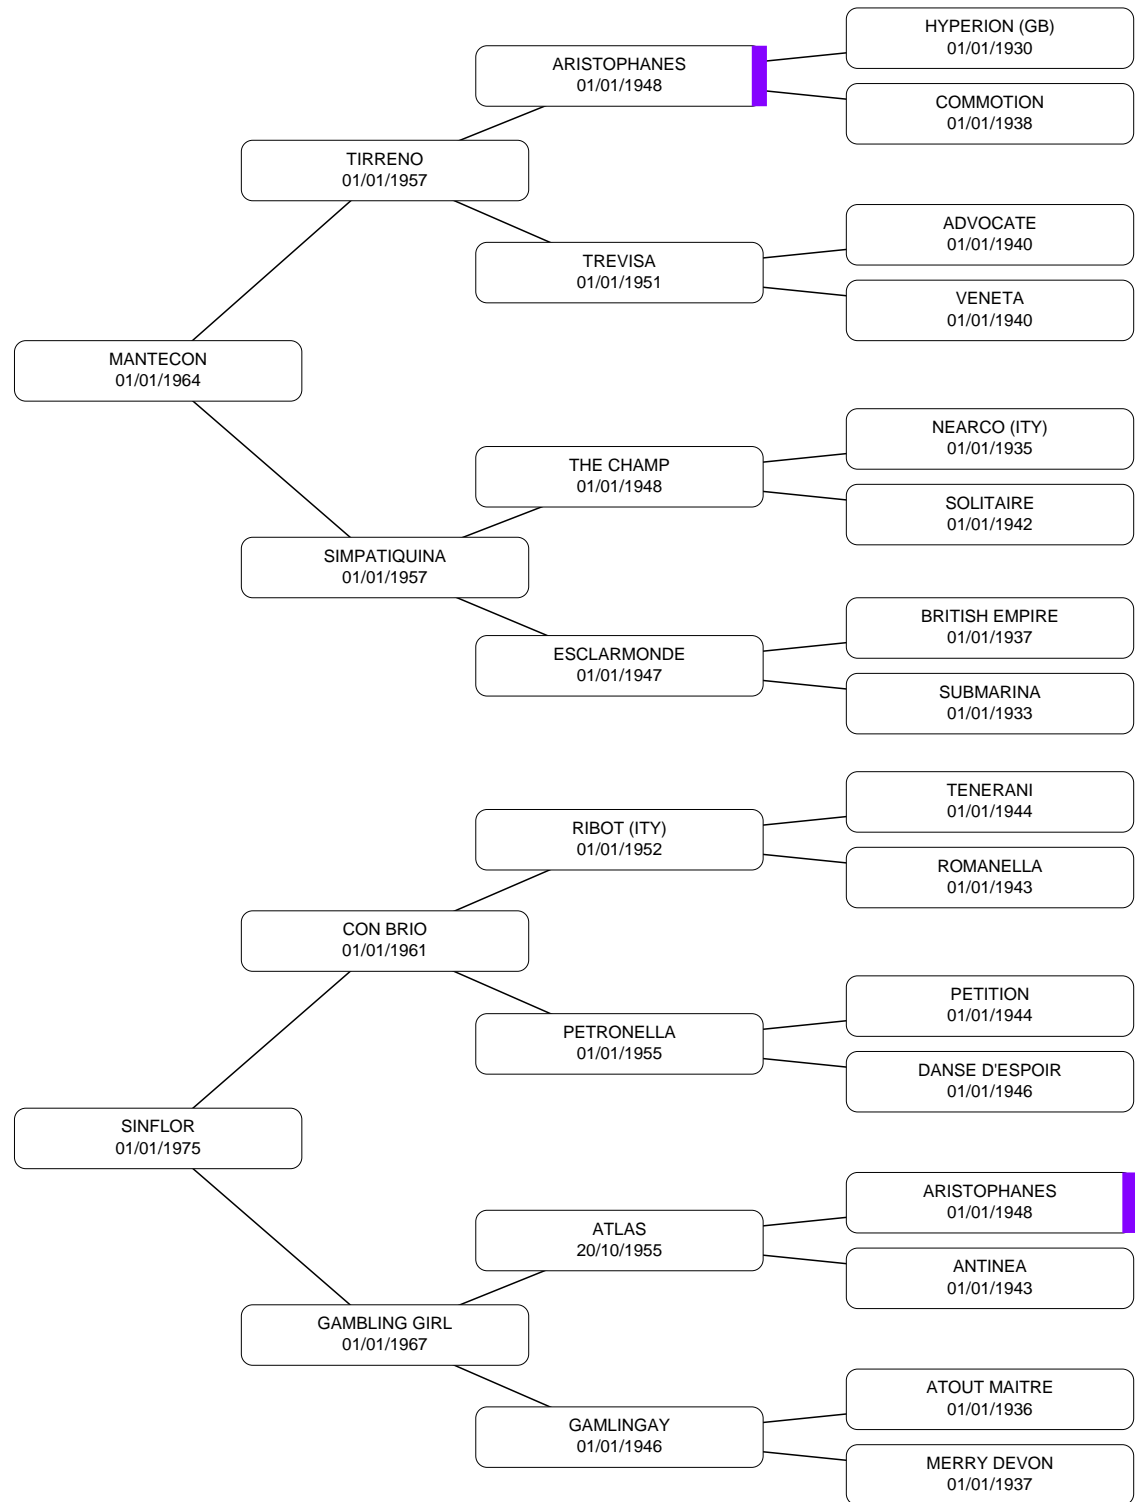 HYPERION (GB)
01/01/1930
ARISTOPHANES
01/01/1948
COMMOTION
01/01/1938
TIRRENO
01/01/1957
ADVOCATE
01/01/1940
TREVISA
01/01/1951
VENETA
01/01/1940
MANTECON
01/01/1964
NEARCO (ITY)
01/01/1935
THE CHAMP
01/01/1948
SOLITAIRE
01/01/1942
SIMPATIQUINA
01/01/1957
BRITISH EMPIRE
01/01/1937
ESCLARMONDE
01/01/1947
SUBMARINA
01/01/1933
TENERANI
01/01/1944
RIBOT (ITY)
01/01/1952
ROMANELLA
01/01/1943
CON BRIO
01/01/1961
PETITION
01/01/1944
PETRONELLA
01/01/1955
DANSE D'ESPOIR
01/01/1946
SINFLOR
01/01/1975
ARISTOPHANES
01/01/1948
ATLAS
20/10/1955
ANTINEA
01/01/1943
GAMBLING GIRL
01/01/1967
ATOUT MAITRE
01/01/1936
GAMLINGAY
01/01/1946
MERRY DEVON
01/01/1937